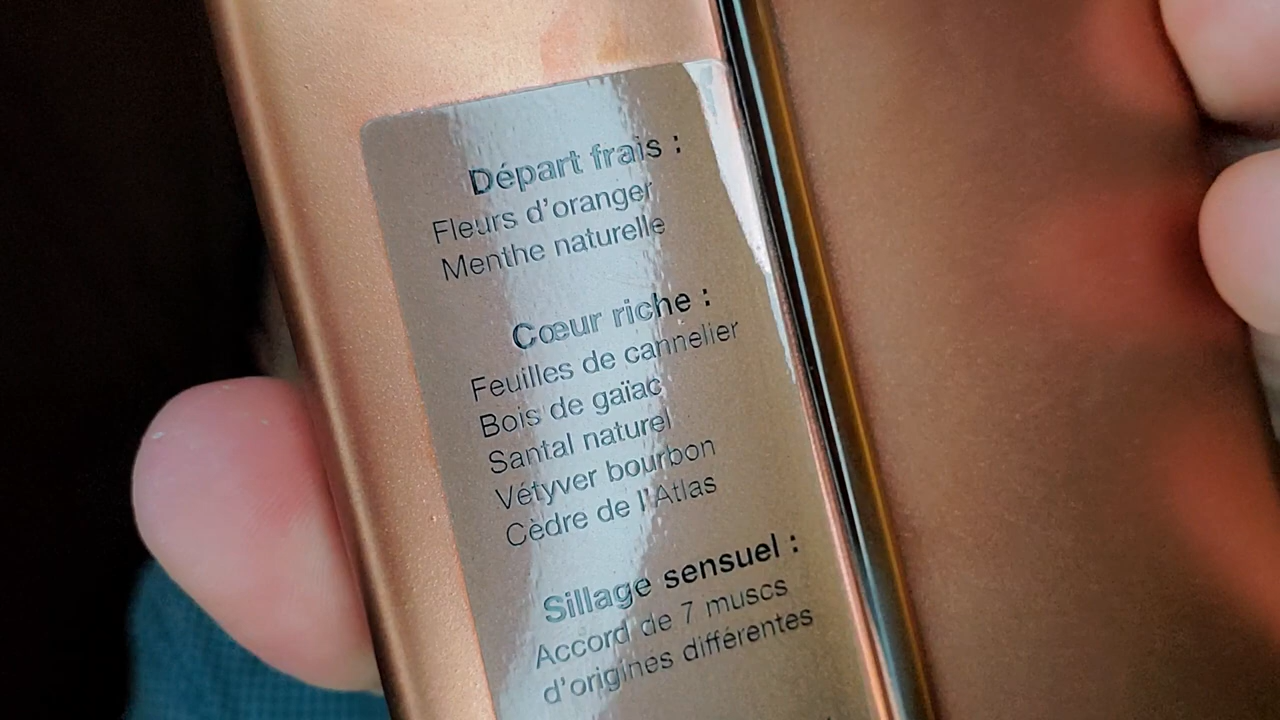 Départ frais :
Fleurs d'oranger
Menthe naturelle
Cœur riche :
Feuilles de cannelier
Bois de gaïac
Santal naturel
Vétyver bourbon
Cèdre de l'Atlas
Sillage sensuel :
Accord de 7 muscs
d'origines différentes